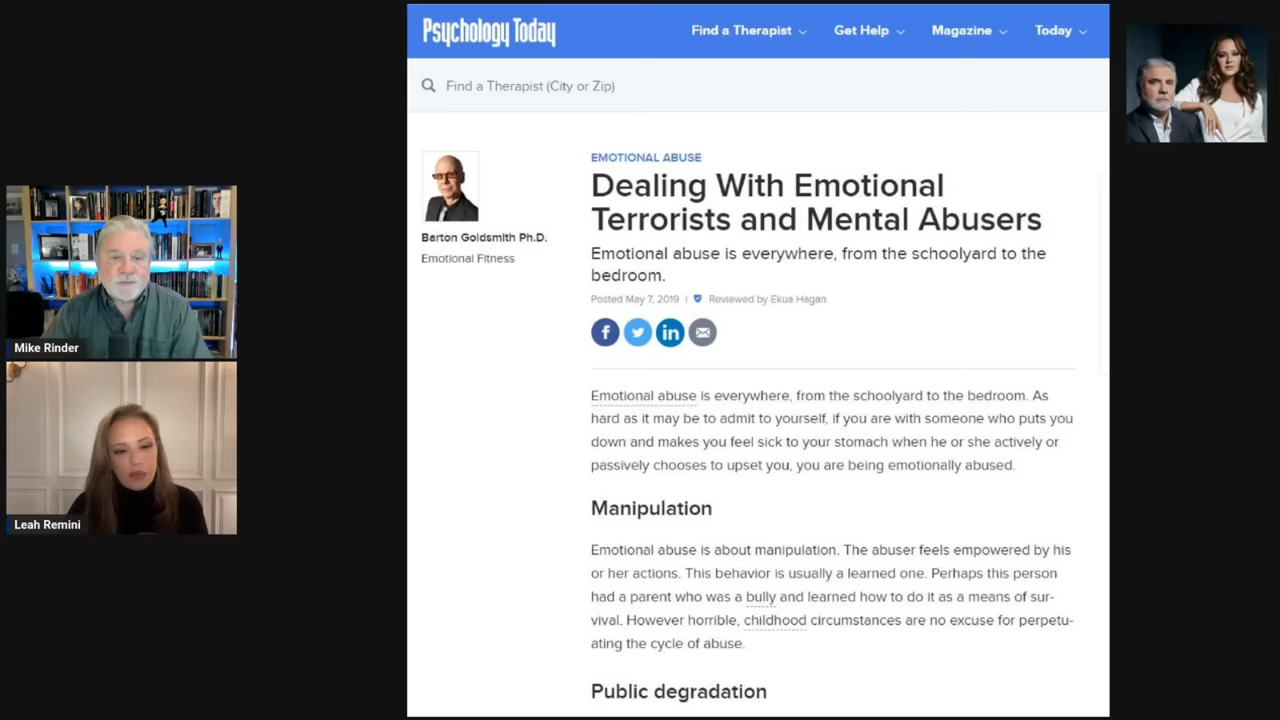 Psychology Today
Find a Therapist
Get Help
Magazine
Today
Find a Therapist (City or Zip)
Barton Goldsmith Ph.D.
Emotional Fitness
EMOTIONAL ABUSE
Dealing With Emotional
Terrorists and Mental Abusers
Emotional abuse is everywhere, from the schoolyard to the
bedroom.
Posted May 7, 2019 | Reviewed by Ekua Hagan
Emotional abuse is everywhere, from the schoolyard to the bedroom. As
hard as it may be to admit to yourself, if you are with someone who puts you
down and makes you feel sick to your stomach when he or she actively or
passively chooses to upset you, you are being emotionally abused.
Manipulation
Emotional abuse is about manipulation. The abuser feels empowered by his
or her actions. This behavior is usually a learned one. Perhaps this person
had a parent who was a bully and learned how to do it as a means of sur-
vival. However horrible, childhood circumstances are no excuse for perpetu-
ating the cycle of abuse.
Public degradation
Mike Rinder
Leah Remini